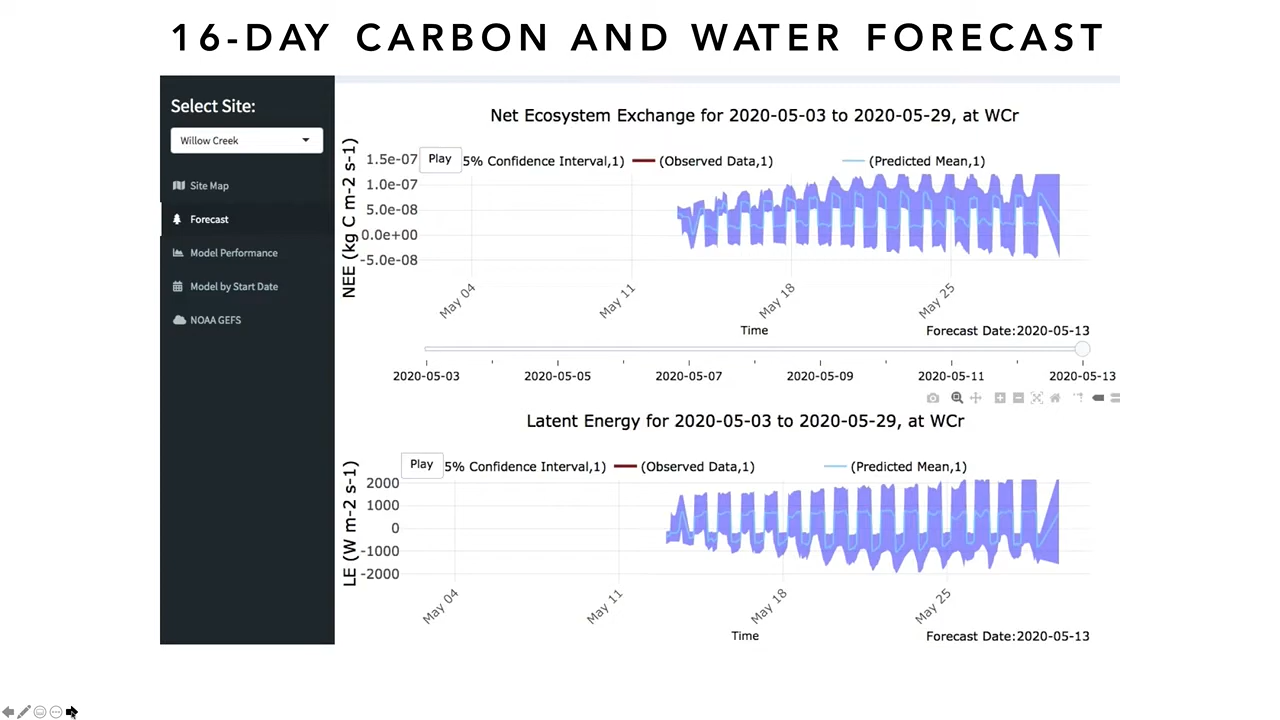 16-DAY CARBON AND WATER FORECAST
Select Site:
Willow Creek
Site Map
Forecast
Model Performance
Model by Start Date
NOAA GEFS
Net Ecosystem Exchange for 2020-05-03 to 2020-05-29, at WCr
Play
5% Confidence Interval,1)
(Observed Data,1)
(Predicted Mean,1)
NEE (kg C m-2 s-1)
1.5e-07
1.0e-07
5.0e-08
0.0e+00
-5.0e-08
May 04
May 11
May 18
May 25
Time
Forecast Date:2020-05-13
2020-05-03
2020-05-05
2020-05-07
2020-05-09
2020-05-11
2020-05-13
Latent Energy for 2020-05-03 to 2020-05-29, at WCr
Play
5% Confidence Interval,1)
(Observed Data,1)
(Predicted Mean,1)
LE (W m-2 s-1)
2000
1000
0
-1000
-2000
May 04
May 11
May 18
May 25
Time
Forecast Date:2020-05-13